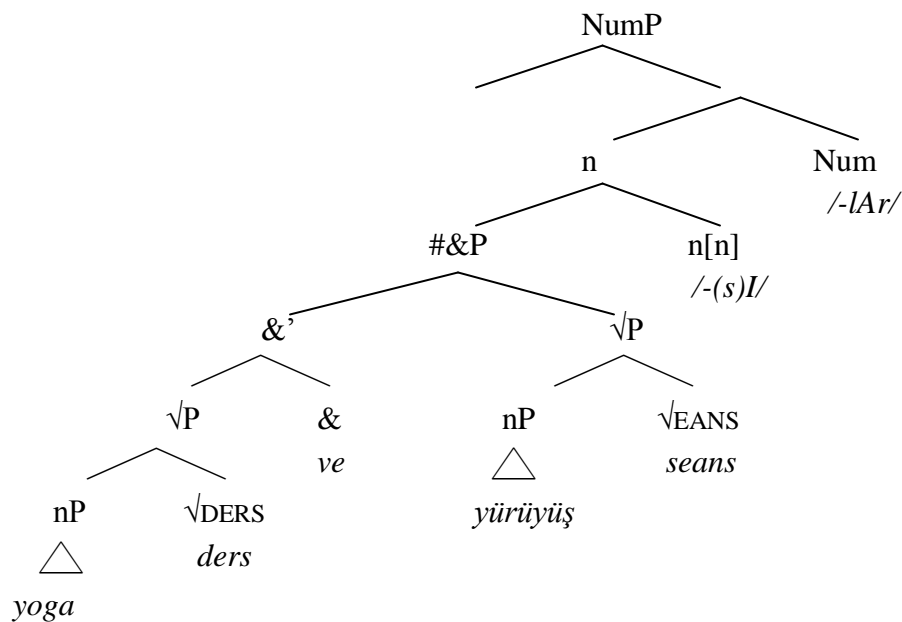 NumP
n Num
/-lAr/
#&P n[n]
/-(s)I/
&’ √P
√P & nP √EANS
ve seans
nP √DERS yürüyüş
ders
yoga